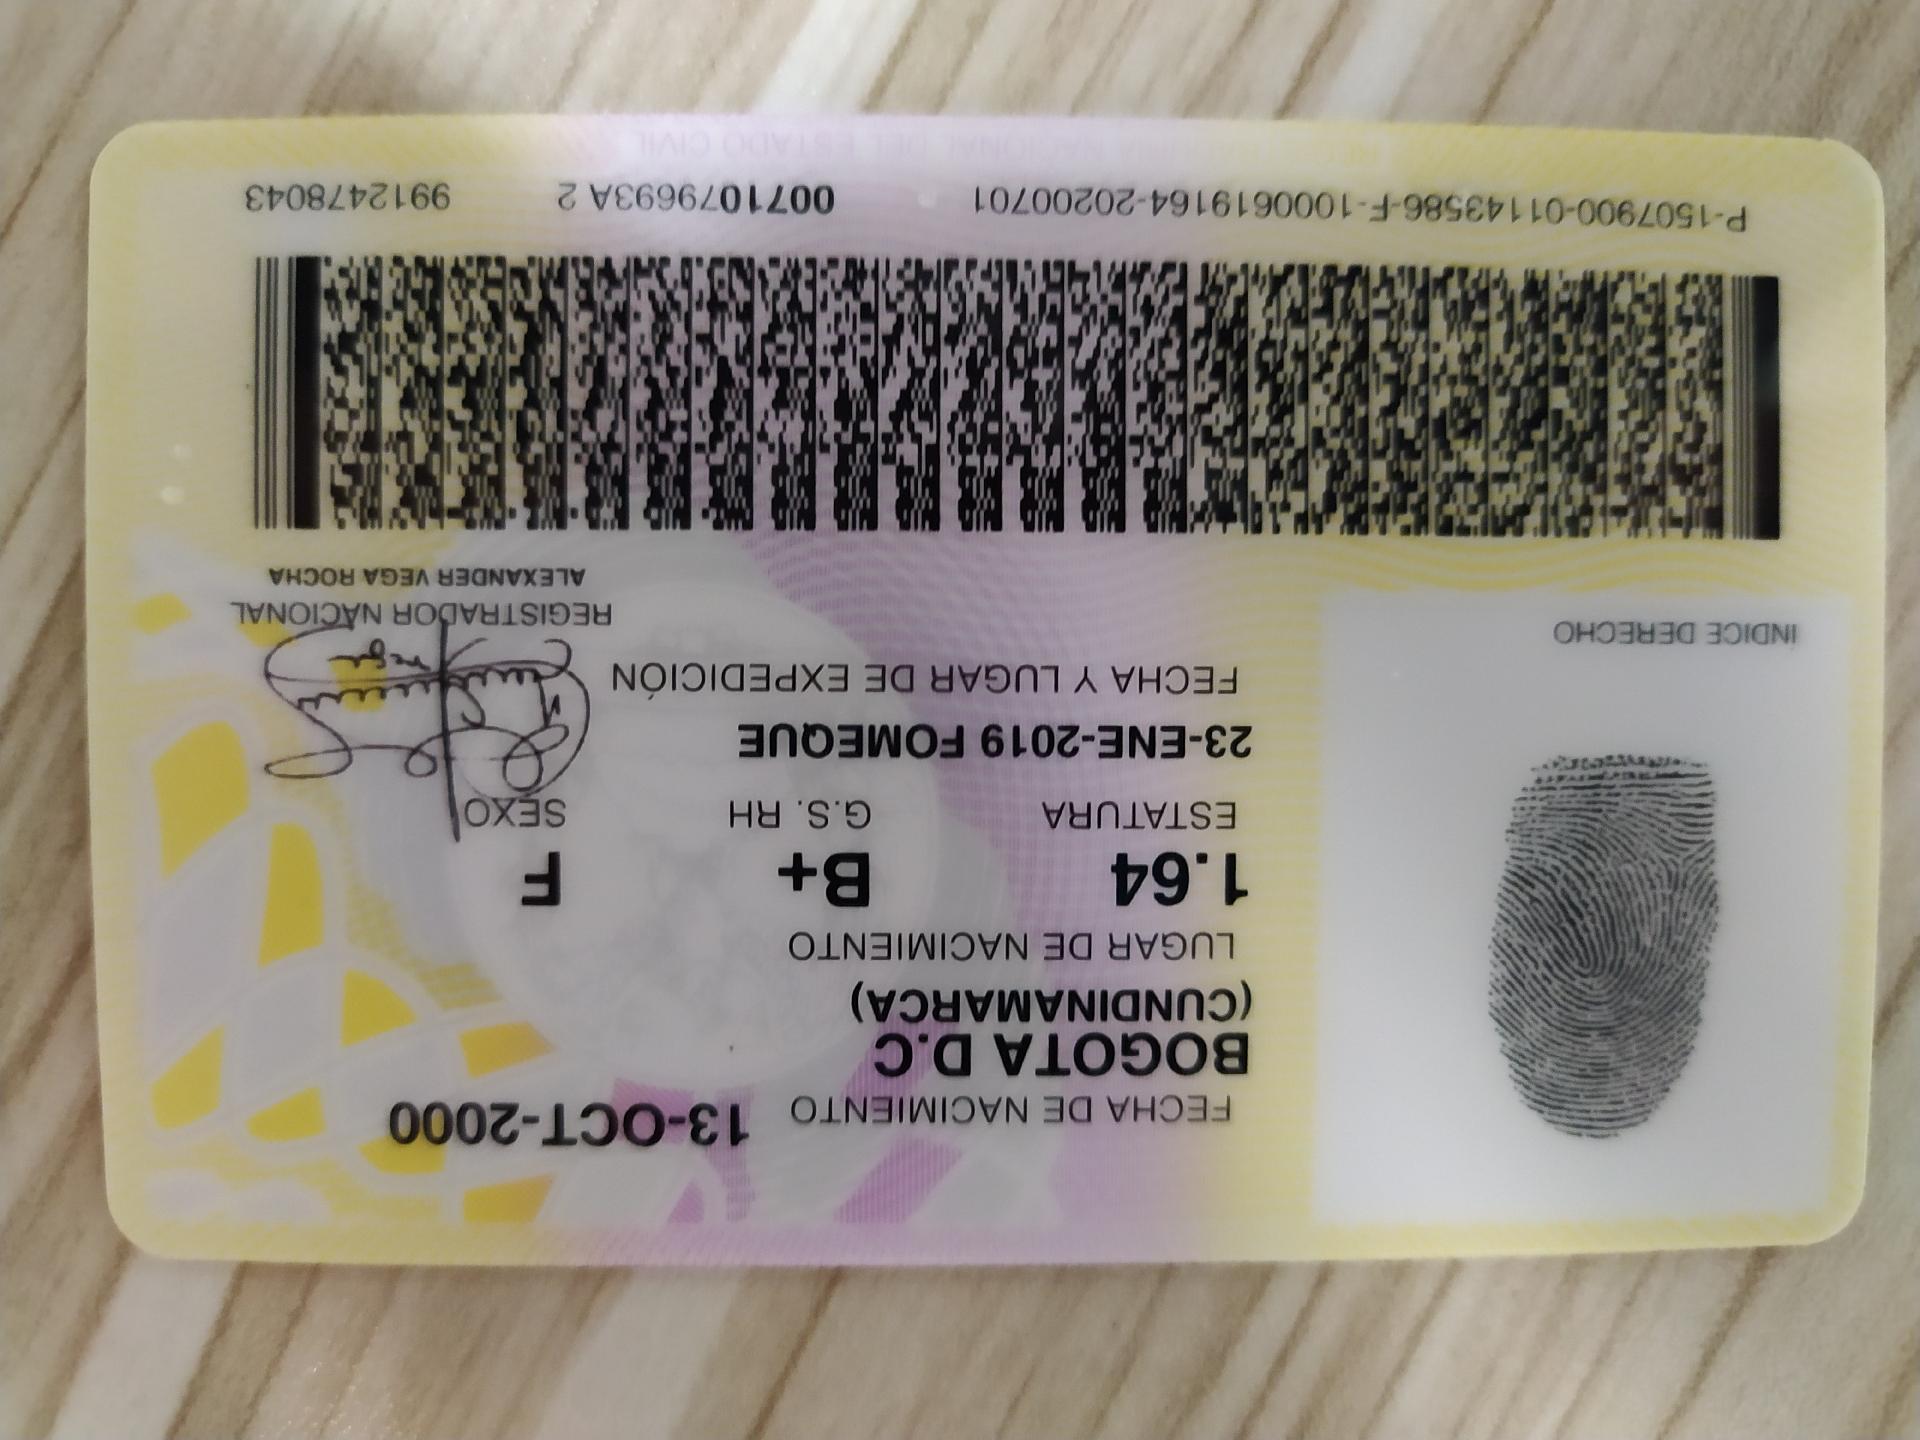 FECHA DE NACIMIENTO 13-OCT-2000
BOGOTA D.C
(CUNDINAMARCA)
LUGAR DE NACIMIENTO
1.64 B+ F
ESTATURA G.S. RH SEXO
23-ENE-2019 FOMEQUE
FECHA Y LUGAR DE EXPEDICIÓN
ÍNDICE DERECHO
REGISTRADOR NACIONAL
ALEXANDER VEGA ROCHA
P-1507900-01143586-F-1000619164-20200701 0071079693A 2 9912478043
REGISTRADURIA NACIONAL DEL ESTADO CIVIL